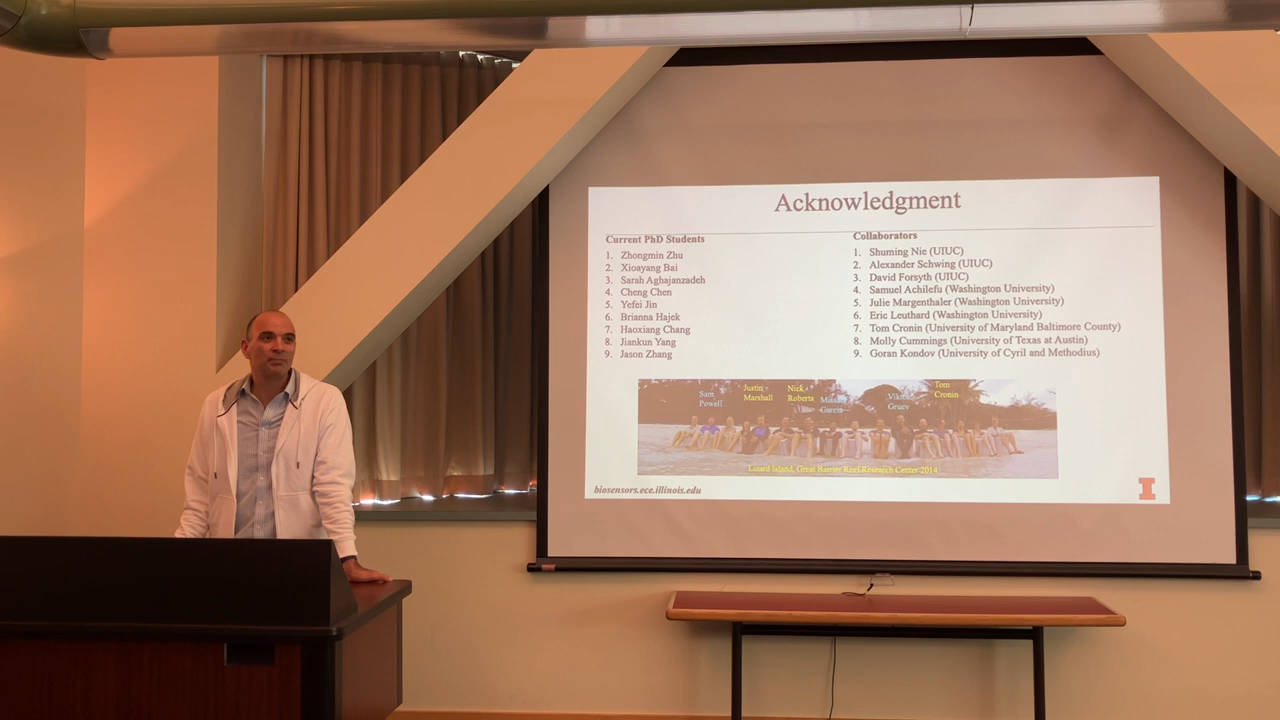 Acknowledgment
Current PhD Students
1. Zhongmin Zhu
2. Xioayang Bai
3. Sarah Aghajanzadeh
4. Cheng Chen
5. Yefei Jin
6. Brianna Hajek
7. Haoxiang Chang
8. Jiankun Yang
9. Jason Zhang
Collaborators
1. Shuming Nie (UIUC)
2. Alexander Schwing (UIUC)
3. David Forsyth (UIUC)
4. Samuel Achilefu (Washington University)
5. Julie Margenthaler (Washington University)
6. Eric Leuthard (Washington University)
7. Tom Cronin (University of Maryland Baltimore County)
8. Molly Cummings (University of Texas at Austin)
9. Goran Kondov (University of Cyril and Methodius)
Sam
Powell
Justin
Marshall
Nick
Roberts
Garcia
Viktor
Gruev
Tom
Cronin
Lizard Island, Great Barrier Reef Research Center 2014
biosensors.ece.illinois.edu
I